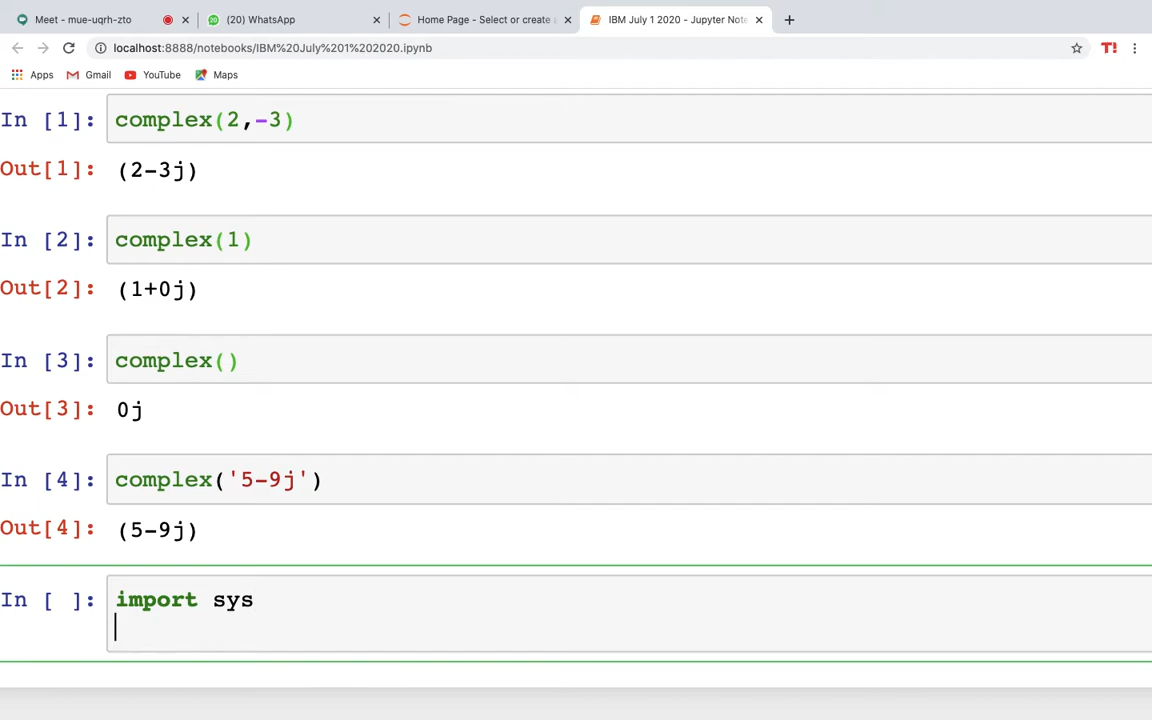 Meet - mue-uqrh-zto
(20) WhatsApp
Home Page - Select or create a
IBM July 1 2020 - Jupyter Note
localhost:8888/notebooks/IBM%20July%201%202020.ipynb
T!
Apps Gmail YouTube Maps
In [1]: complex(2,-3)
Out[1]: (2-3j)
In [2]: complex(1)
Out[2]: (1+0j)
In [3]: complex()
Out[3]: 0j
In [4]: complex('5-9j')
Out[4]: (5-9j)
In [ ]: import sys